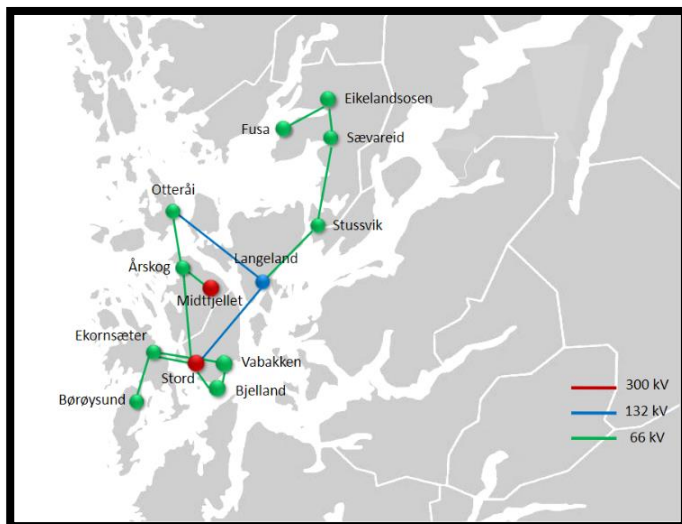 Eikelandsosen
Fusa
Sævareid
Otteråi
Stussvik
Langeland
Årskog
Midtfjellet
Ekornsæter
Vabakken
Stord
Bjelland
Børøysund
300 kV
132 kV
66 kV